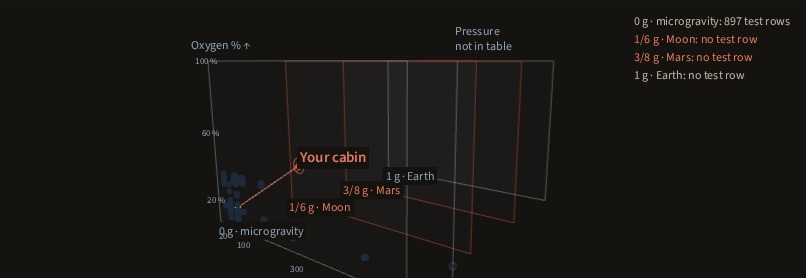 0 g · microgravity: 897 test rows
1/6 g · Moon: no test row
3/8 g · Mars: no test row
1 g · Earth: no test row
Pressure
not in table
Oxygen % ↑
100 %
60 %
20 %
Your cabin
1 g · Earth
3/8 g · Mars
1/6 g · Moon
0 g · microgravity
20
100
300